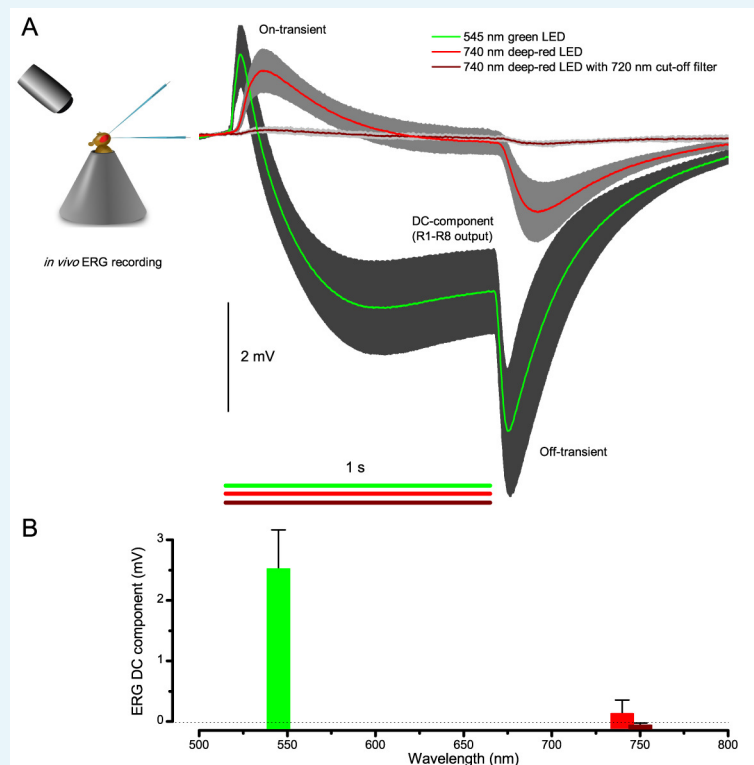 A
On-transient
545 nm green LED
740 nm deep-red LED
740 nm deep-red LED with 720 nm cut-off filter
DC-component
(R1-R8 output)
in vivo ERG recording
2 mV
Off-transient
1 s
B
ERG DC component (mV)
3
2
1
0
500 550 600 650 700 750 800
Wavelength (nm)